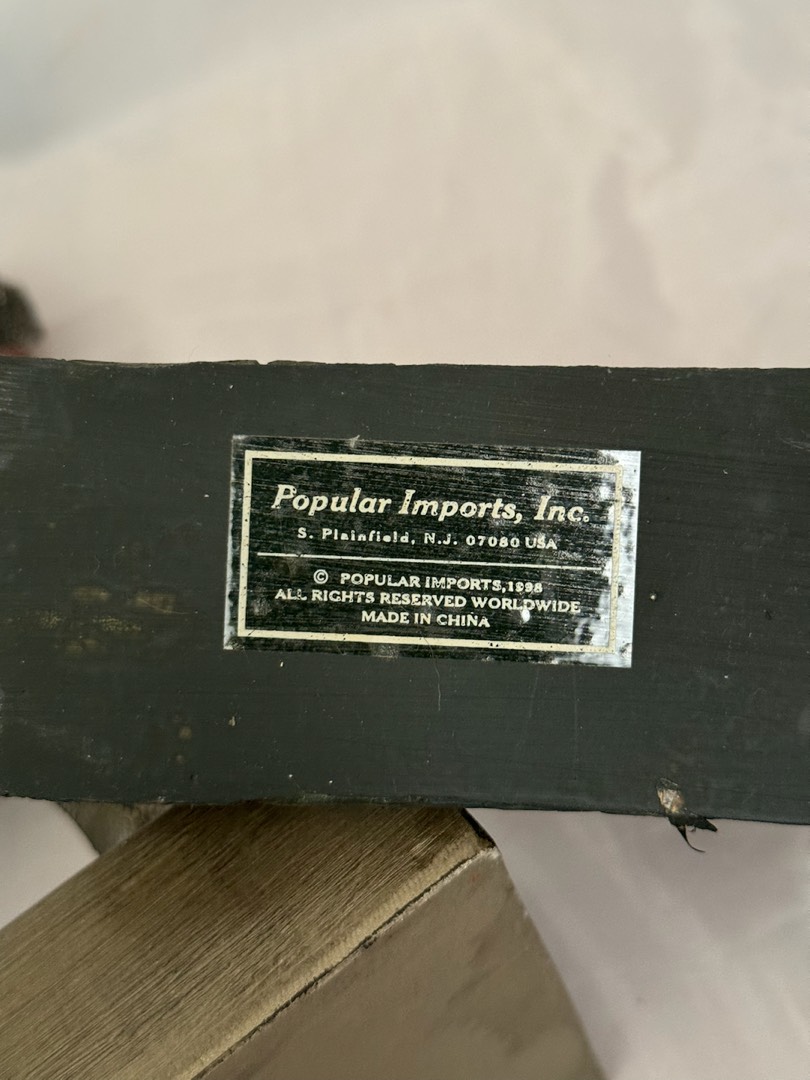 Popular Imports, Inc.
S. Plainfield, N.J. 07080 USA
© POPULAR IMPORTS,1998
ALL RIGHTS RESERVED WORLDWIDE
MADE IN CHINA